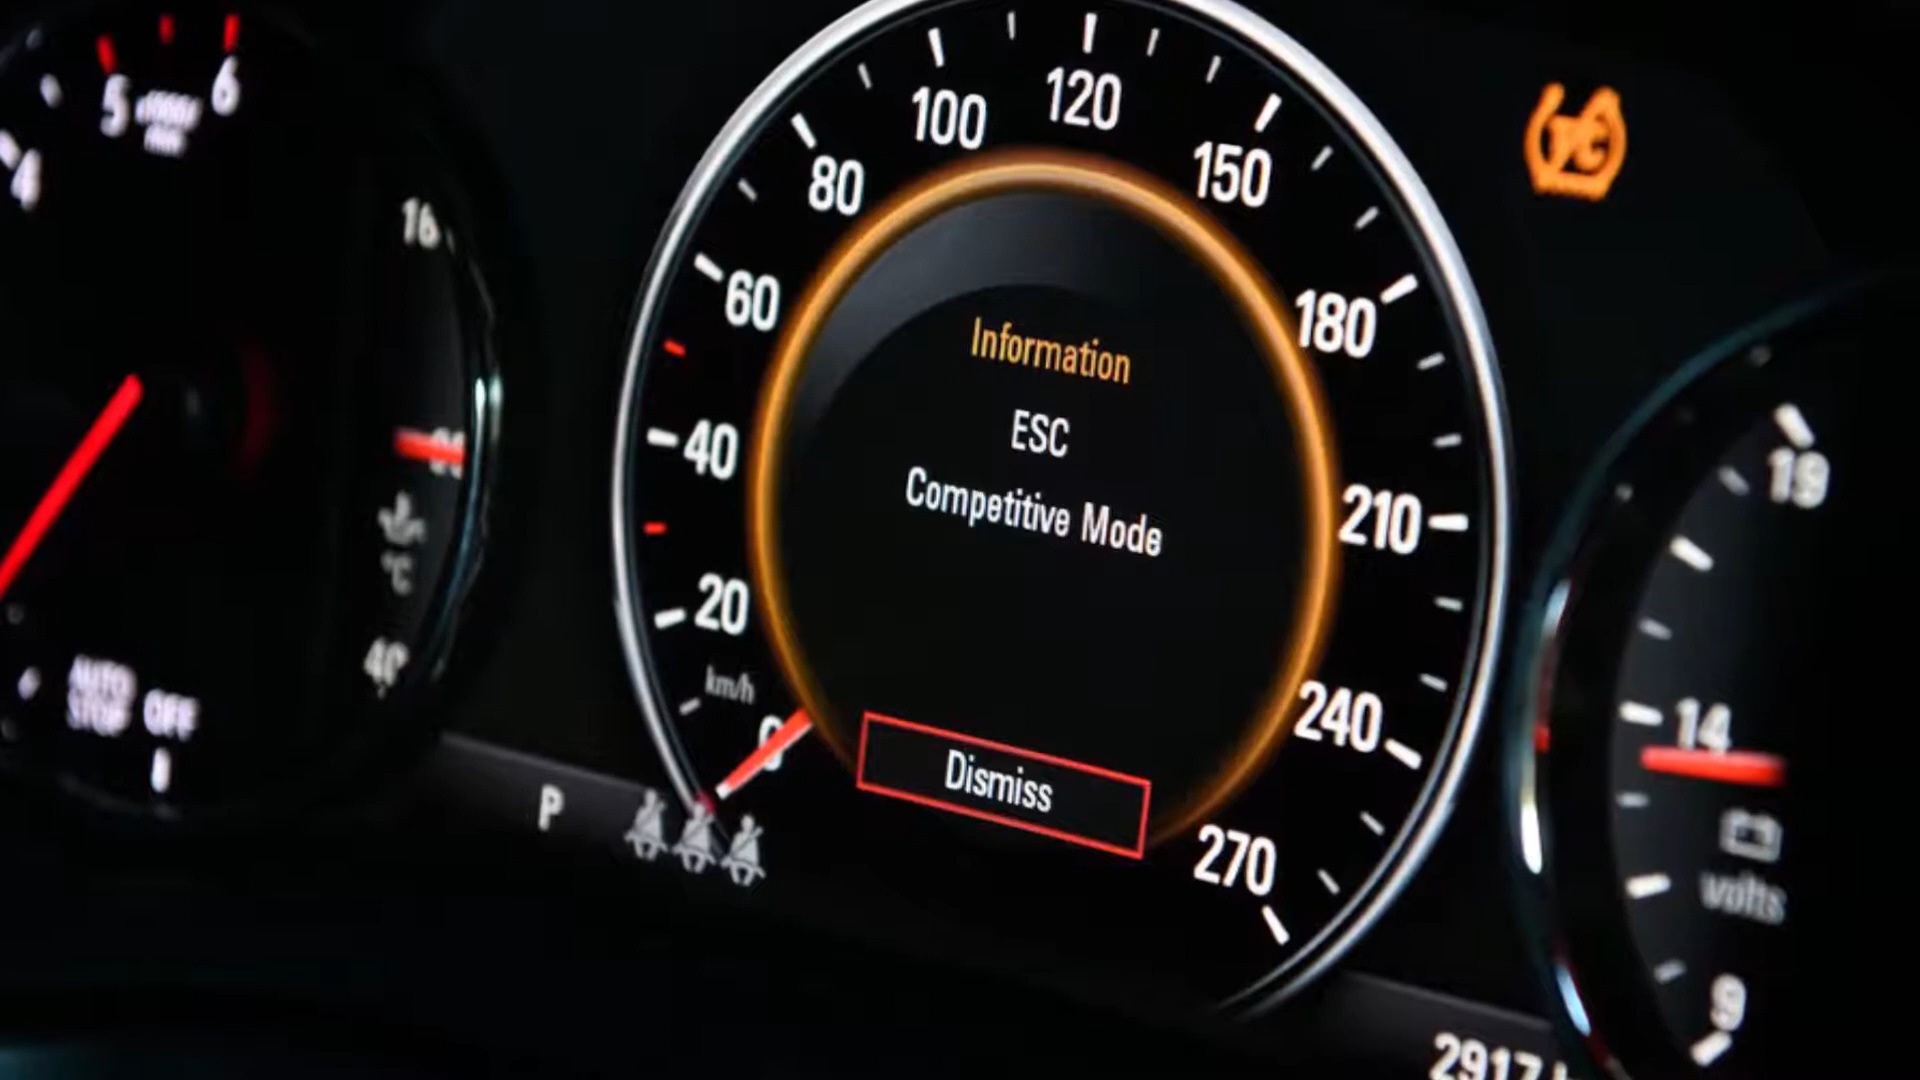 4
5
6
16
°C
40
AUTO
STOP OFF
P
0
km/h
20
40
60
80
100
120
150
180
210
240
270
Information
ESC
Competitive Mode
Dismiss
19
14
volts
9
2917